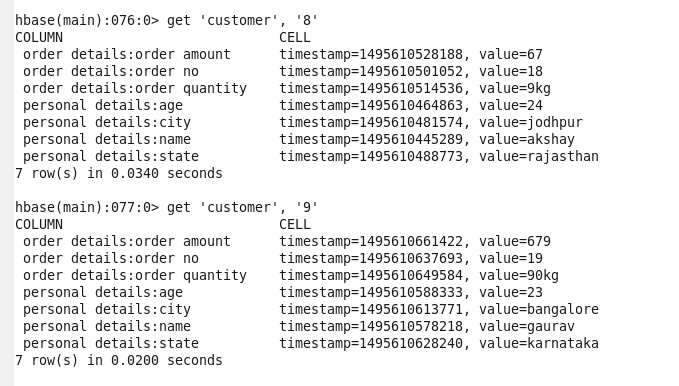 hbase(main):076:0> get 'customer', '8'
COLUMN                           CELL
 order details:order amount      timestamp=1495610528188, value=67
 order details:order no          timestamp=1495610501052, value=18
 order details:order quantity    timestamp=1495610514536, value=9kg
 personal details:age            timestamp=1495610464863, value=24
 personal details:city           timestamp=1495610481574, value=jodhpur
 personal details:name           timestamp=1495610445289, value=akshay
 personal details:state          timestamp=1495610488773, value=rajasthan
7 row(s) in 0.0340 seconds

hbase(main):077:0> get 'customer', '9'
COLUMN                           CELL
 order details:order amount      timestamp=1495610661422, value=679
 order details:order no          timestamp=1495610637693, value=19
 order details:order quantity    timestamp=1495610649584, value=90kg
 personal details:age            timestamp=1495610588333, value=23
 personal details:city           timestamp=1495610613771, value=bangalore
 personal details:name           timestamp=1495610578218, value=gaurav
 personal details:state          timestamp=1495610628240, value=karnataka
7 row(s) in 0.0200 seconds